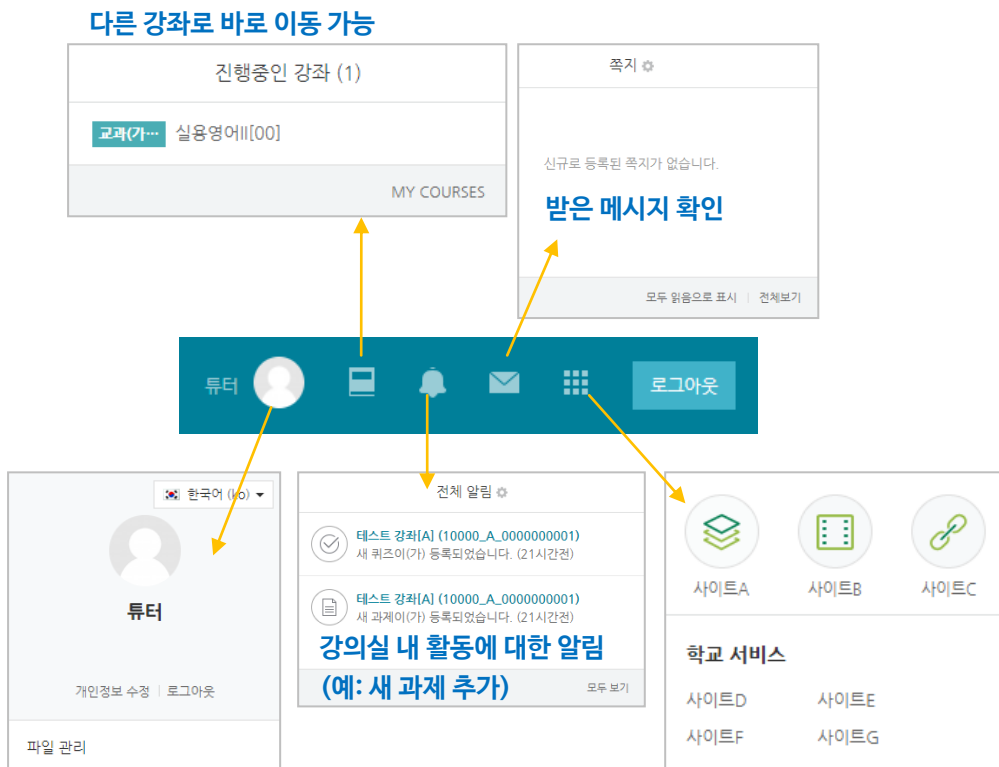 다른 강좌로 바로 이동 가능
진행중인 강좌 (1)
교과(가… 실용영어II[00]
MY COURSES
쪽지
신규로 등록된 쪽지가 없습니다.
받은 메시지 확인
모두 읽음으로 표시 | 전체보기
튜터
로그아웃
한국어 (ko)
튜터
개인정보 수정 | 로그아웃
파일 관리
전체 알림
테스트 강좌[A] (10000_A_0000000001)
새 퀴즈이(가) 등록되었습니다. (21시간전)
테스트 강좌[A] (10000_A_0000000001)
새 과제이(가) 등록되었습니다. (21시간전)
강의실 내 활동에 대한 알림
(예: 새 과제 추가)
모두 보기
사이트A 사이트B 사이트C
학교 서비스
사이트D 사이트E
사이트F 사이트G